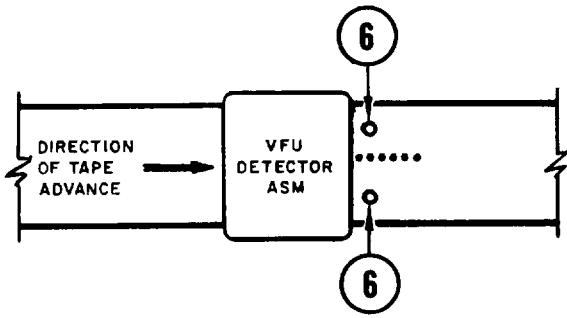 6
DIRECTION
OF TAPE
ADVANCE
VFU
DETECTOR
ASM
6